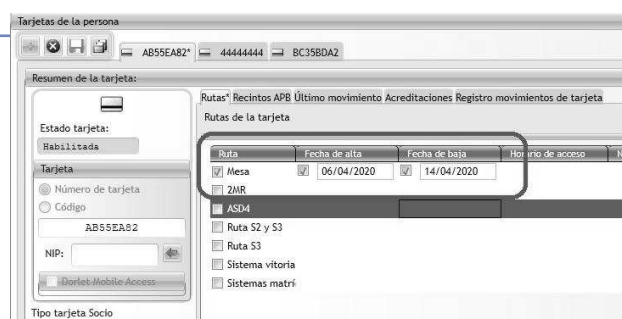 Tarjetas de la persona
AB55EA82* 44444444 BC35BDA2
Resumen de la tarjeta:
Rutas* Recintos APB Último movimiento Acreditaciones Registro movimientos de tarjeta
Rutas de la tarjeta
Estado tarjeta:
Habilitada
Tarjeta
Número de tarjeta
Código
AB55EA82
NIP:
Dorlet Mobile Access
Tipo tarjeta Socio
Ruta Fecha de alta Fecha de baja Horario de acceso
Mesa 06/04/2020 14/04/2020
2MR
ASD4
Ruta S2 y S3
Ruta S3
Sistema vitoria
Sistemas matri